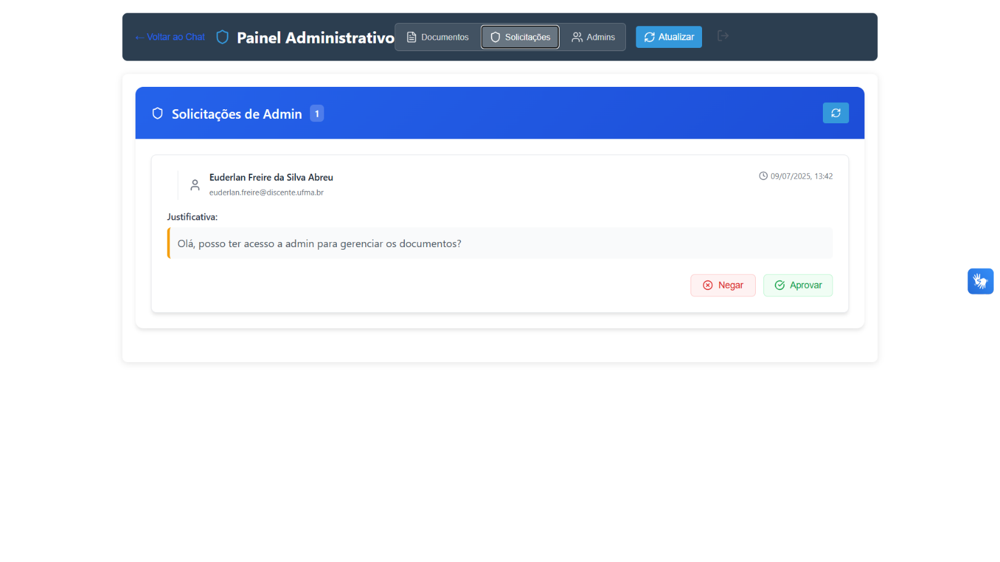 ← Voltar ao Chat
Painel Administrativo
Documentos
Solicitações
Admins
Atualizar
Solicitações de Admin 1
Euderlan Freire da Silva Abreu
09/07/2025, 13:42
euderlan.freire@discente.ufma.br
Justificativa:
Olá, posso ter acesso a admin para gerenciar os documentos?
Negar
Aprovar